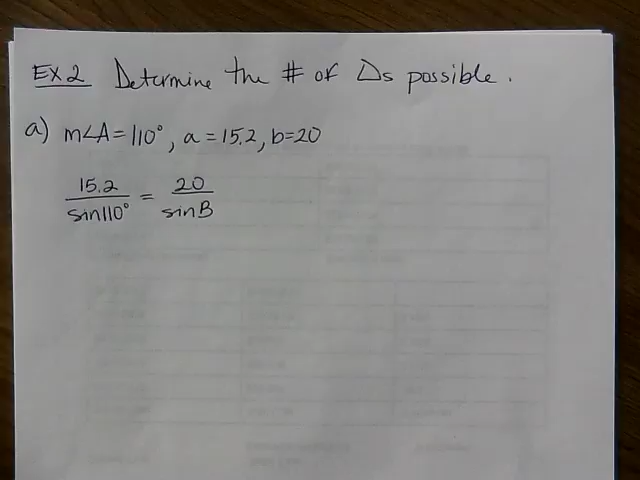 EX 2 Determine the # of Δs possible.
a) m∠A = 110°, a = 15.2, b = 20
15.2 / sin110° = 20 / sinB